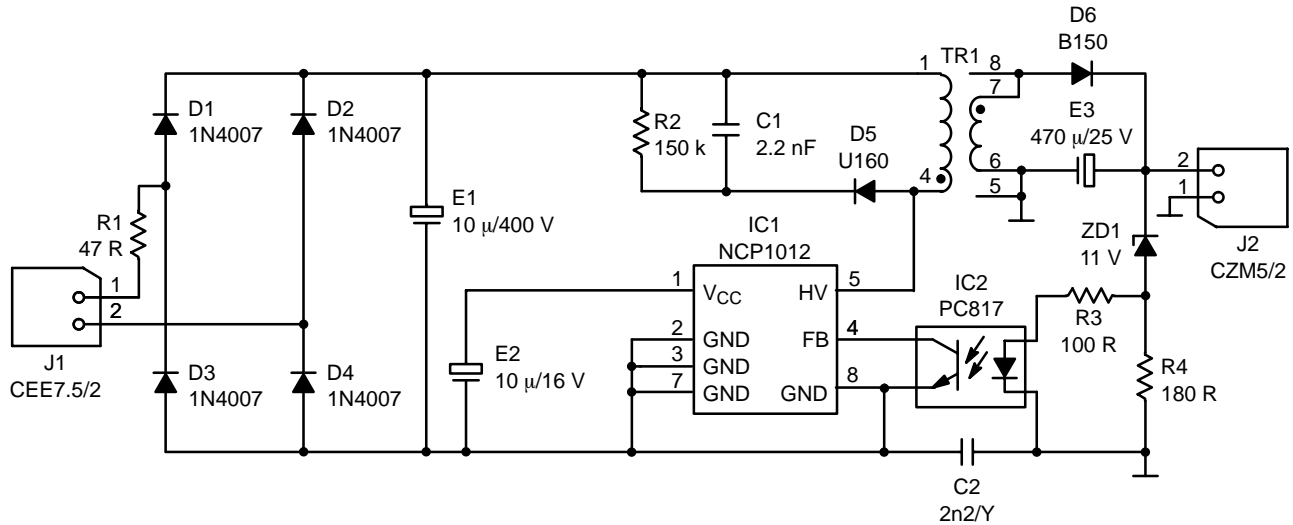 D6
B150
TR1
1
8
7
D1
1N4007
D2
1N4007
E3
470 μ/25 V
R2
150 k
C1
2.2 nF
D5
U160
4
6
5
2
1
J2
CZM5/2
R1
47 R
E1
10 μ/400 V
IC1
NCP1012
ZD1
11 V
J1
CEE7.5/2
1
2
1
VCC
HV
5
2
GND
FB
4
3
GND
7
GND
GND
8
IC2
PC817
R3
100 R
R4
180 R
E2
10 μ/16 V
D3
1N4007
D4
1N4007
C2
2n2/Y